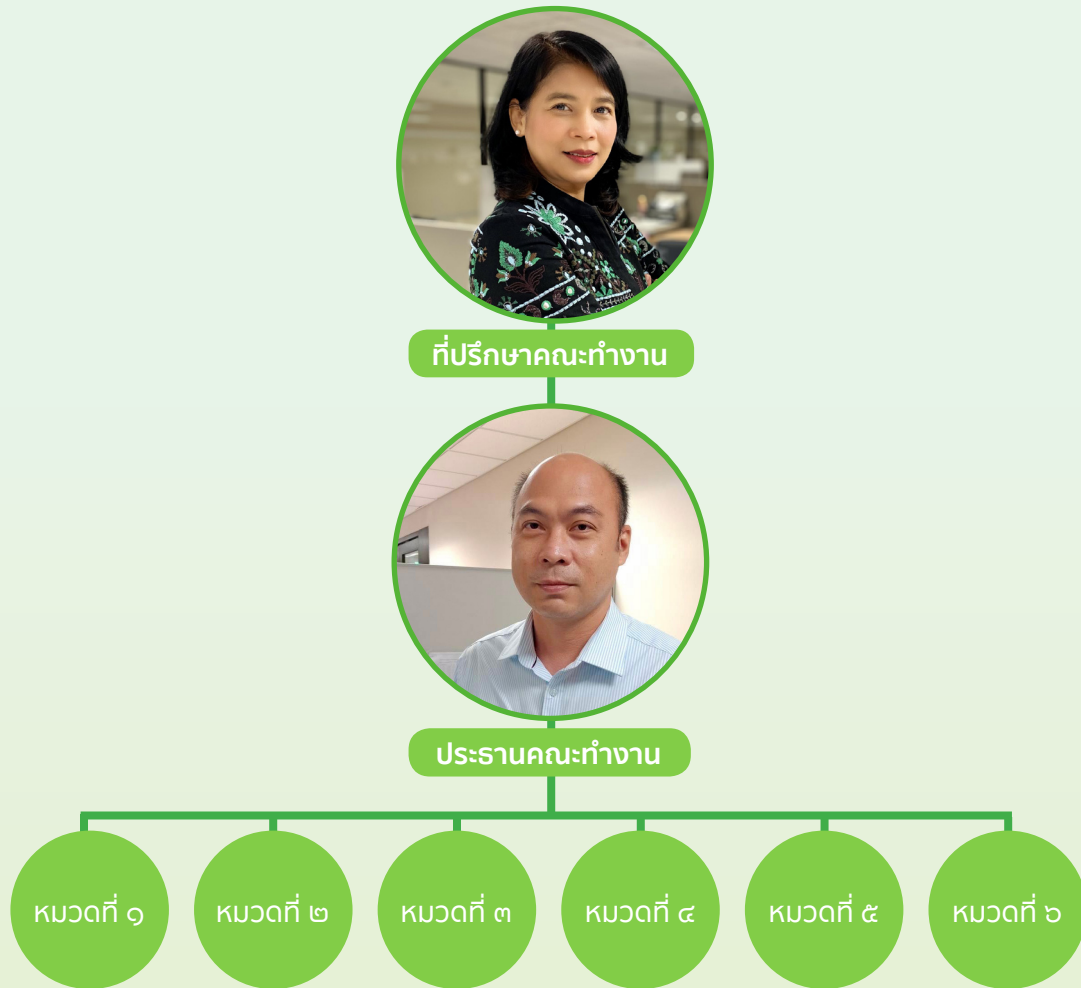 ที่ปรึกษาคณะทำงาน
ประธานคณะทำงาน
หมวดที่ ๑
หมวดที่ ๒
หมวดที่ ๓
หมวดที่ ๔
หมวดที่ ๕
หมวดที่ ๖